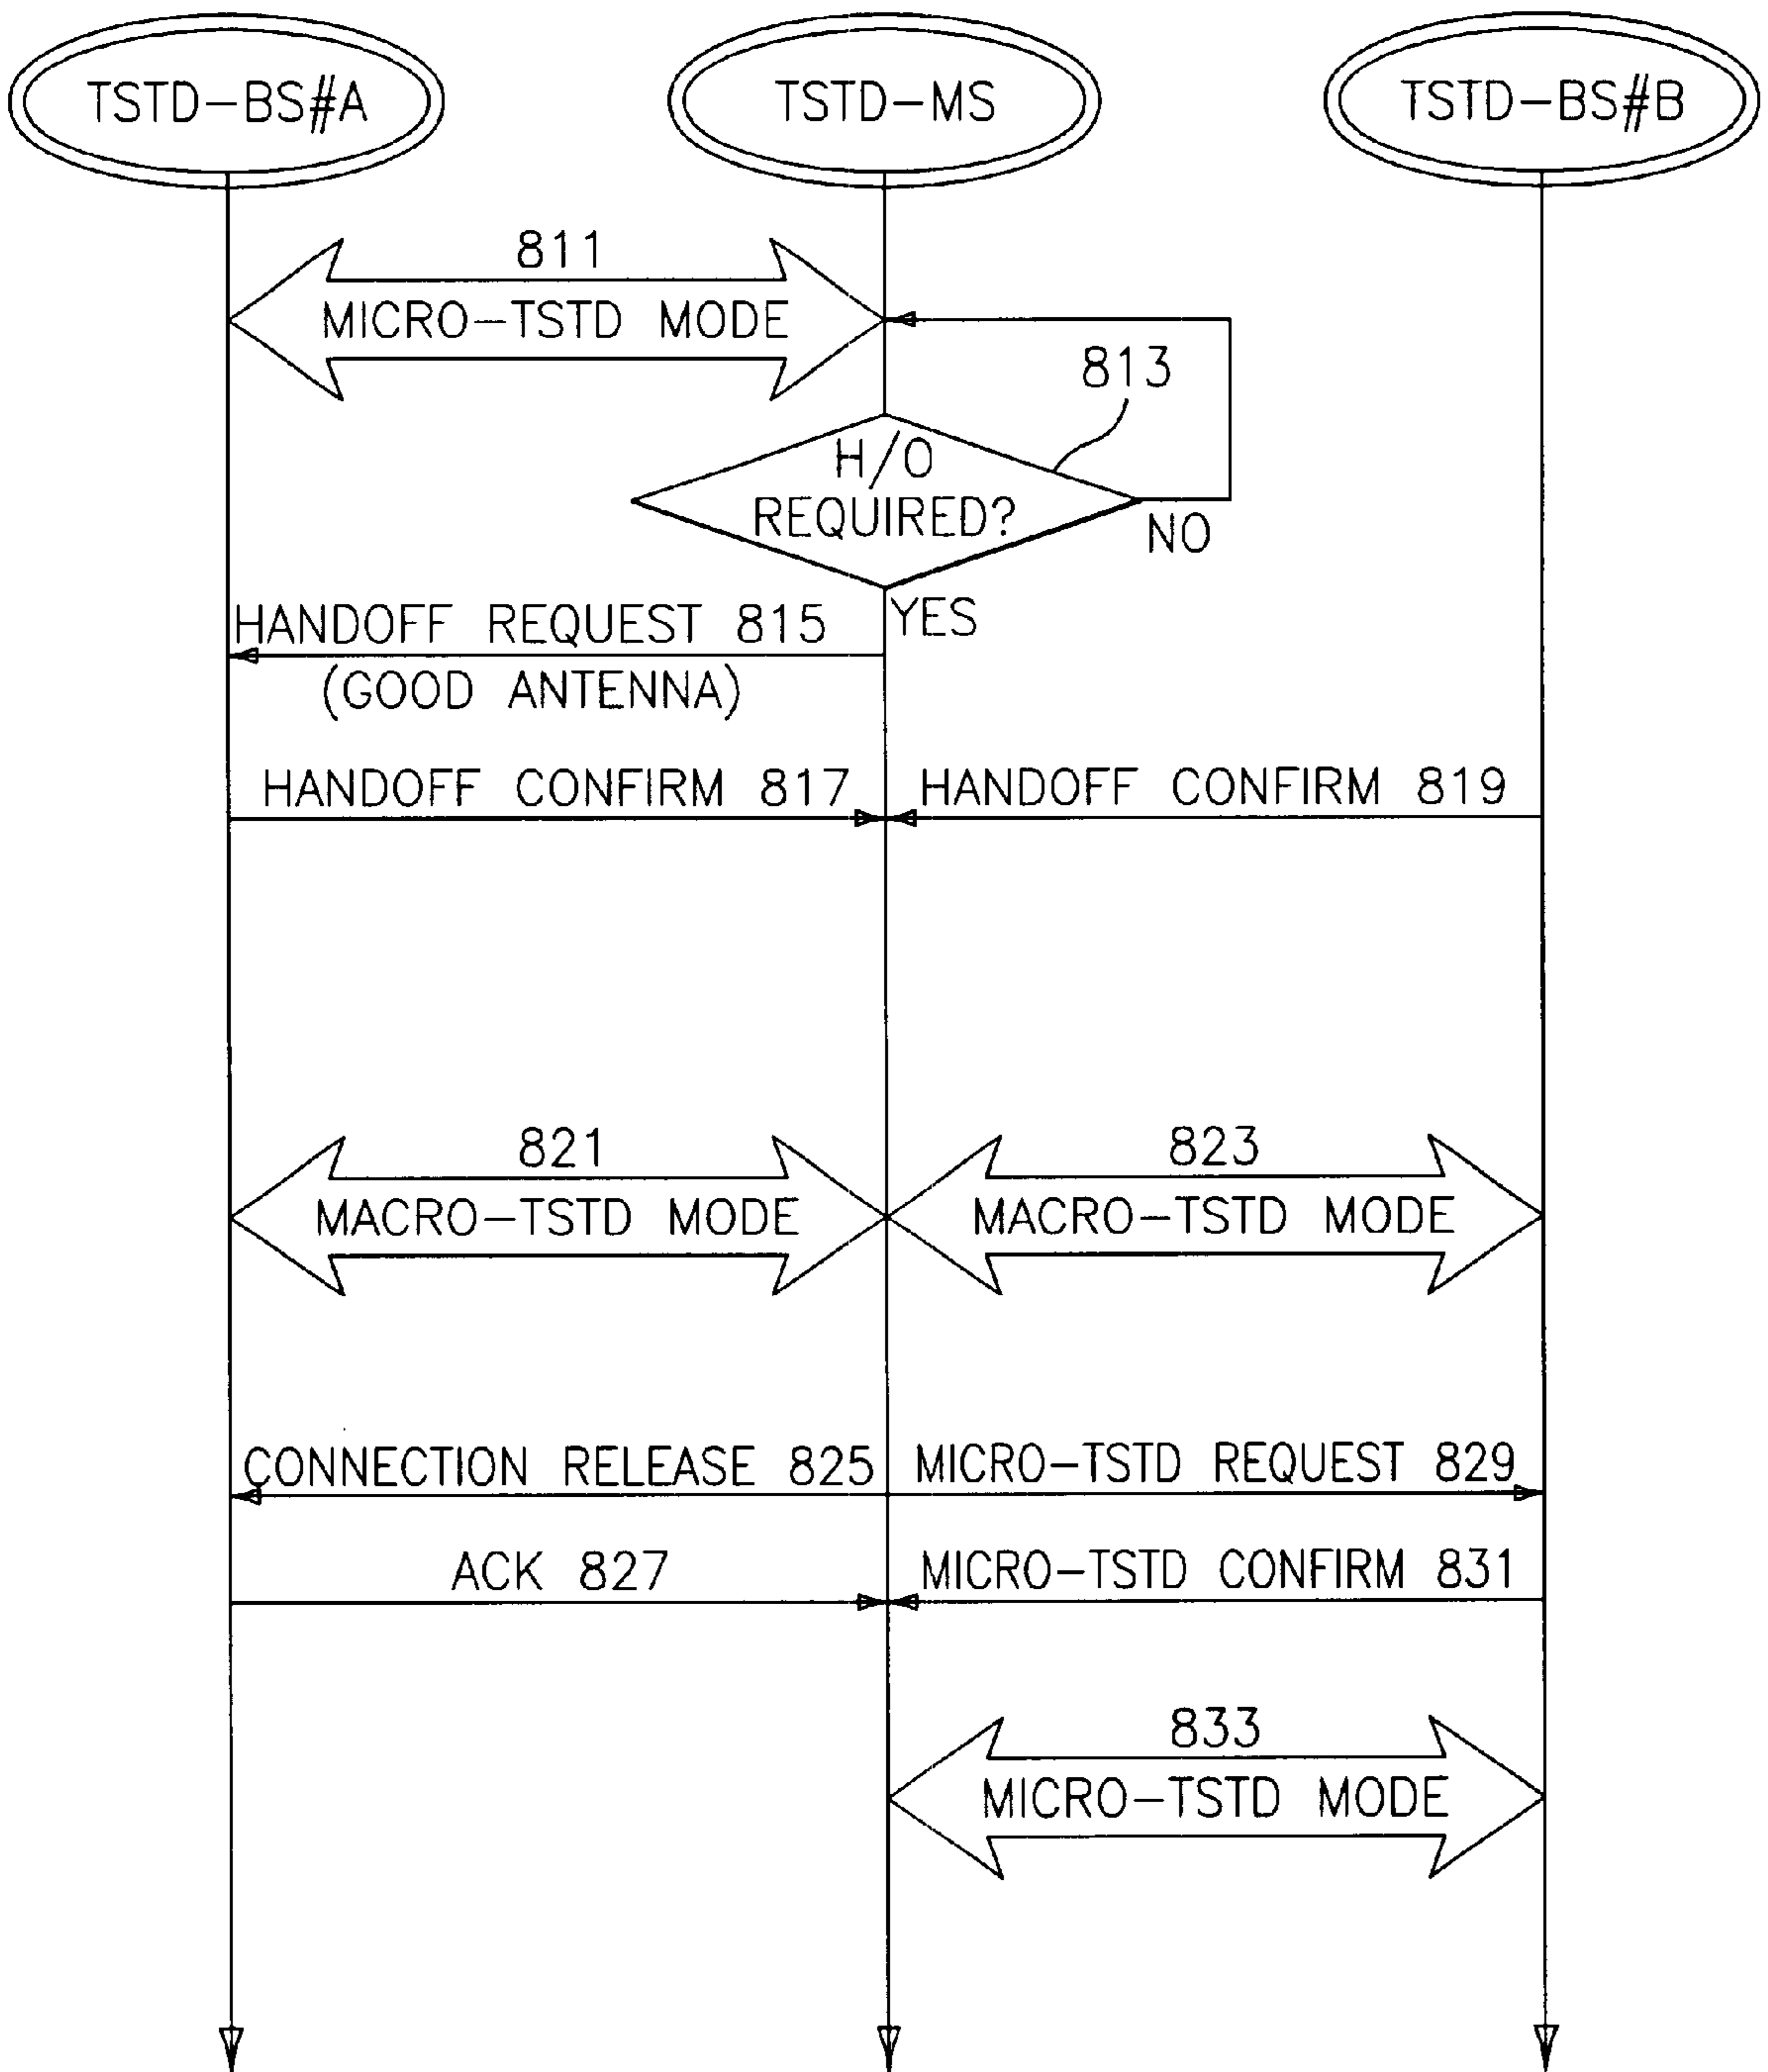 TSTD-BS#A
TSTD-MS
TSTD-BS#B
811
MICRO-TSTD MODE
813
H/O
REQUIRED?
NO
YES
HANDOFF REQUEST 815
(GOOD ANTENNA)
HANDOFF CONFIRM 817
HANDOFF CONFIRM 819
821
MACRO-TSTD MODE
823
MACRO-TSTD MODE
CONNECTION RELEASE 825
MICRO-TSTD REQUEST 829
ACK 827
MICRO-TSTD CONFIRM 831
833
MICRO-TSTD MODE